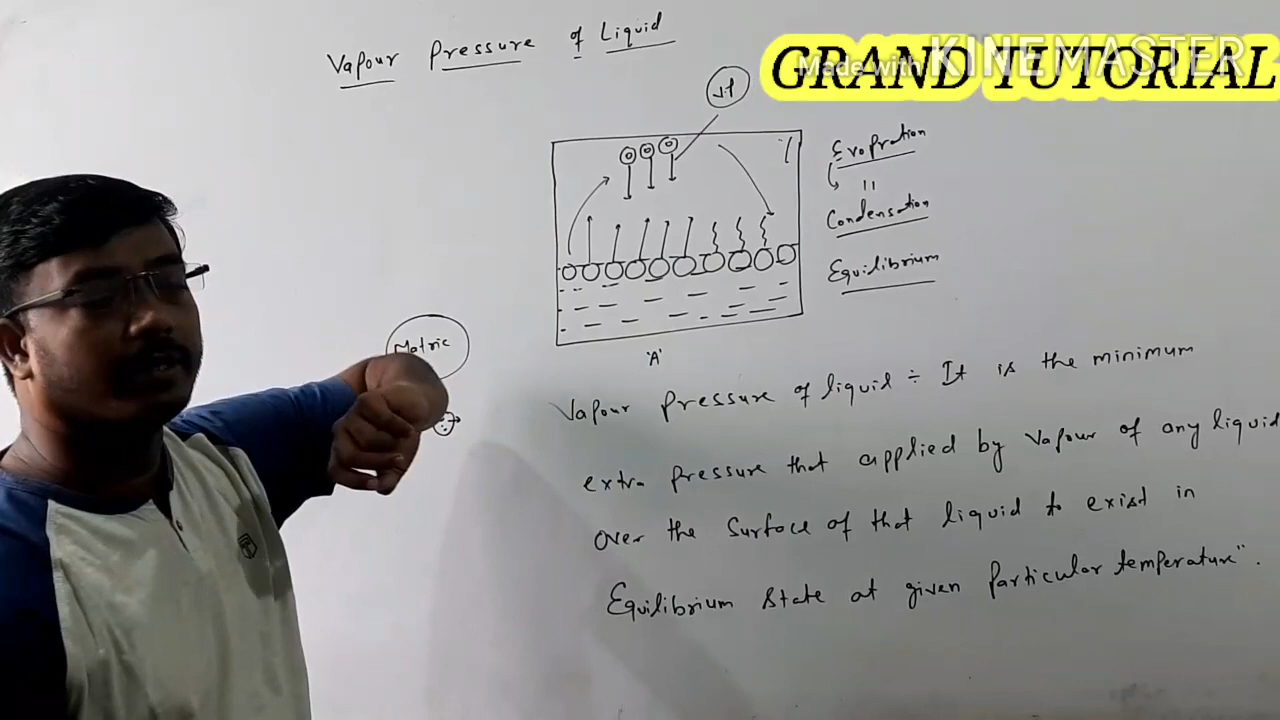 Vapour Pressure of Liquid
GRAND TUTORIAL
Made with KINEMASTER
V.P
Evopration
=
Condensation
Equilibrium
Matric
'A'
Vapour Pressure of liquid ÷ It is the minimum
extra pressure that applied by vapour of any liquid
over the surface of that liquid to exist in
Equilibrium state at given particular temperature".